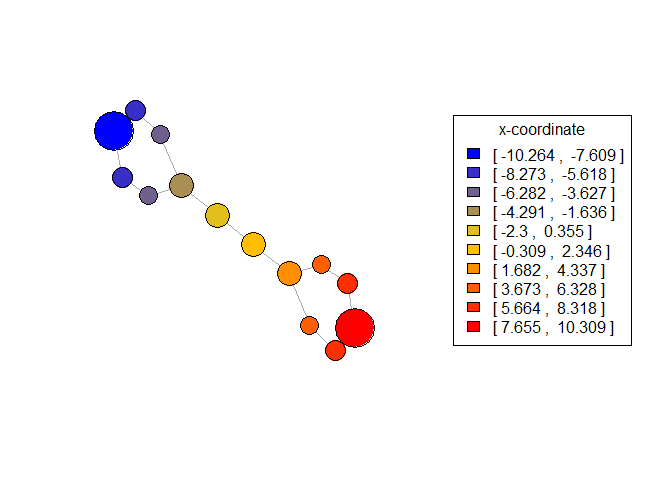 x-coordinate
[ -10.264 , -7.609 ]
[ -8.273 , -5.618 ]
[ -6.282 , -3.627 ]
[ -4.291 , -1.636 ]
[ -2.3 , 0.355 ]
[ -0.309 , 2.346 ]
[ 1.682 , 4.337 ]
[ 3.673 , 6.328 ]
[ 5.664 , 8.318 ]
[ 7.655 , 10.309 ]